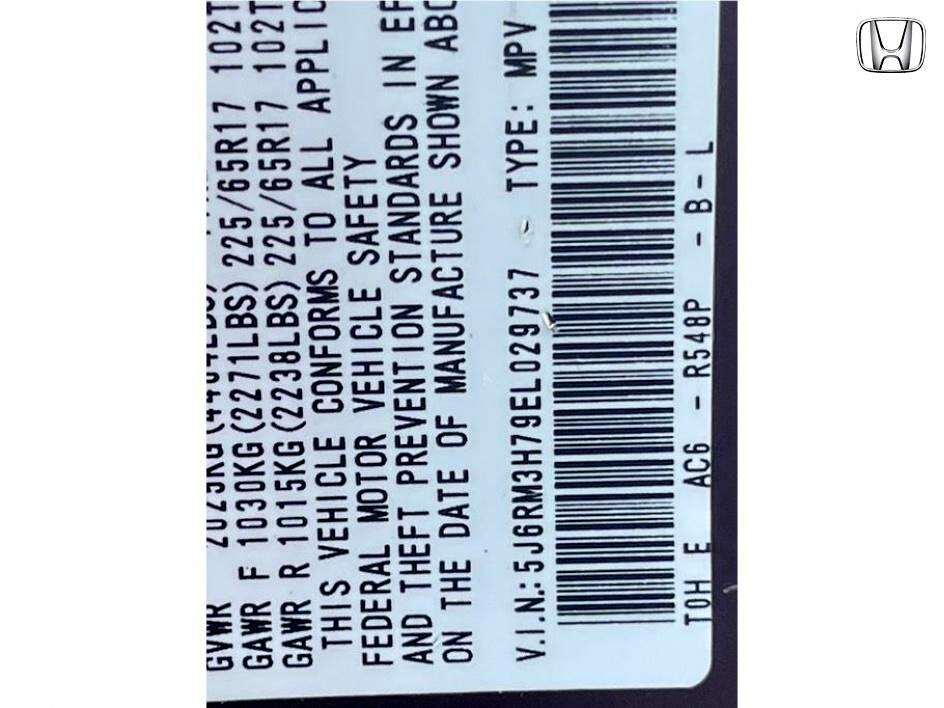 GVWR 2025KG(4464LBS)
GAWR F 1030KG(2271LBS) 225/65R17 102T
GAWR R 1015KG(2238LBS) 225/65R17 102T
THIS VEHICLE CONFORMS TO ALL APPLIC
FEDERAL MOTOR VEHICLE SAFETY
AND THEFT PREVENTION STANDARDS IN EF
ON THE DATE OF MANUFACTURE SHOWN ABO
V.I.N.:5J6RM3H79EL029737 TYPE: MPV
TOH E AC6 - R548P - B-L